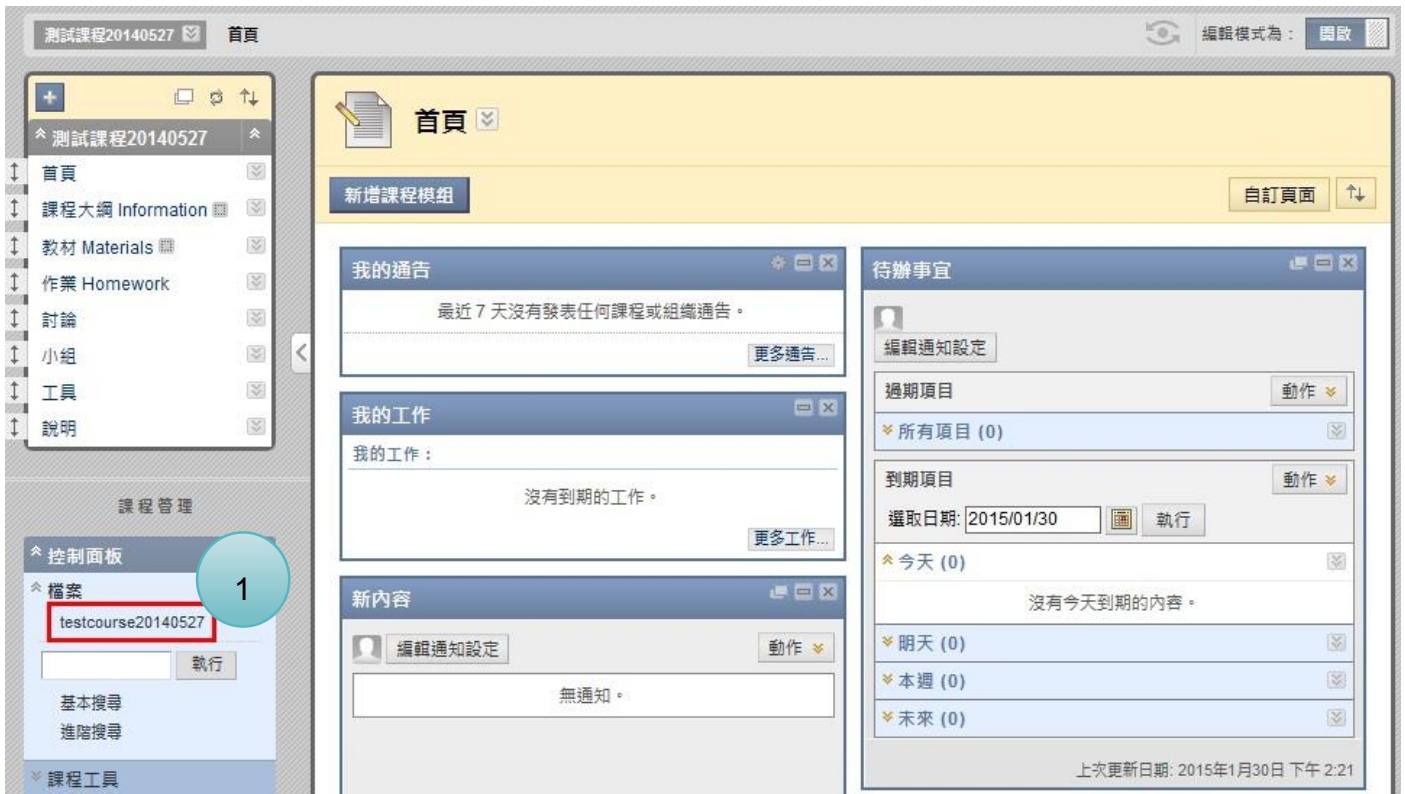 測試課程20140527 首頁
編輯模式為： 開啟
測試課程20140527
首頁
課程大綱 Information
教材 Materials
作業 Homework
討論
小組
工具
說明
課程管理
控制面板
檔案
testcourse20140527
1
執行
基本搜尋
進階搜尋
課程工具
首頁
新增課程模組
自訂頁面
我的通告
最近 7 天沒有發表任何課程或組織通告。
更多通告...
我的工作
我的工作：
沒有到期的工作。
更多工作...
新內容
編輯通知設定
動作
無通知。
待辦事宜
編輯通知設定
過期項目
動作
所有項目 (0)
到期項目
動作
選取日期: 2015/01/30 執行
今天 (0)
沒有今天到期的內容。
明天 (0)
本週 (0)
未來 (0)
上次更新日期: 2015年1月30日 下午 2:21